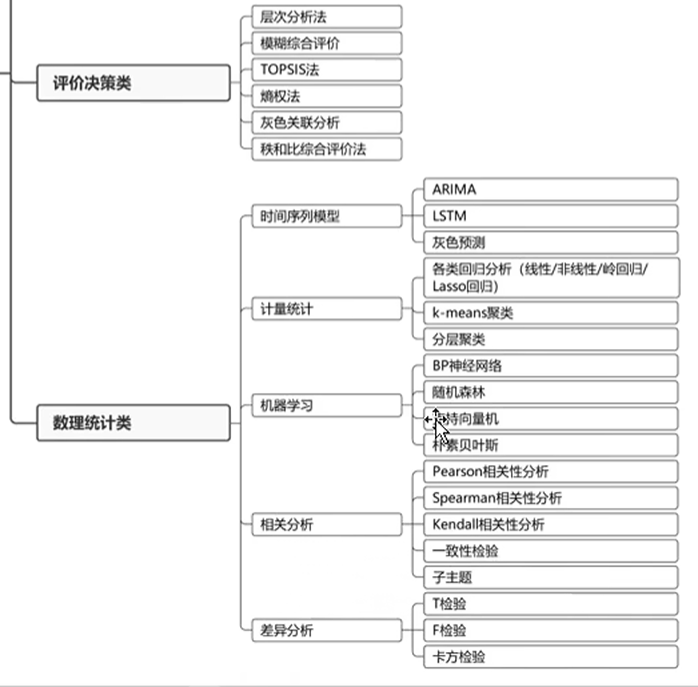 评价决策类
层次分析法
模糊综合评价
TOPSIS法
熵权法
灰色关联分析
秩和比综合评价法
数理统计类
时间序列模型
ARIMA
LSTM
灰色预测
计量统计
各类回归分析（线性/非线性/岭回归/
Lasso回归）
k-means聚类
分层聚类
机器学习
BP神经网络
随机森林
持向量机
朴素贝叶斯
相关分析
Pearson相关性分析
Spearman相关性分析
Kendall相关性分析
一致性检验
子主题
差异分析
T检验
F检验
卡方检验